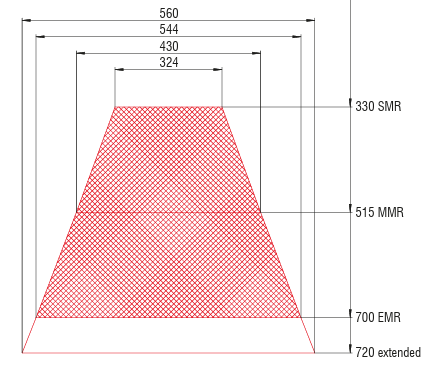 560
544
430
324
330 SMR
515 MMR
700 EMR
720 extended